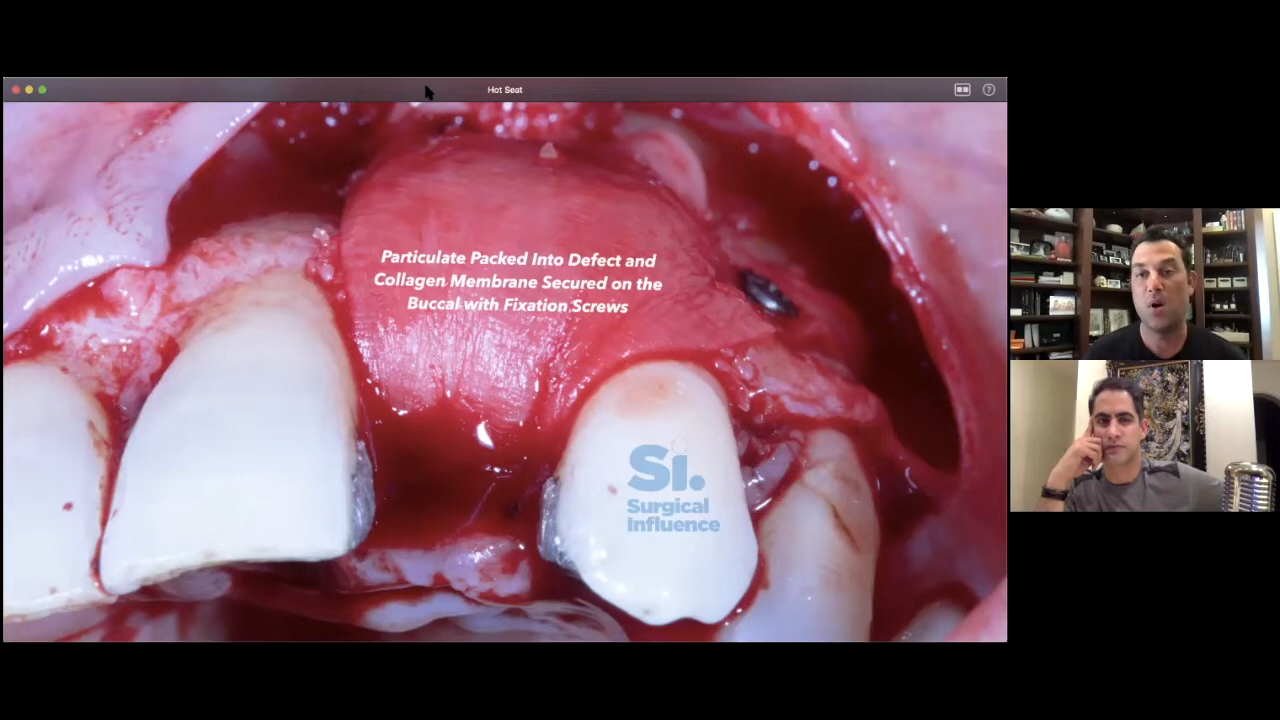 Hot Seat
Particulate Packed Into Defect and
Collagen Membrane Secured on the
Buccal with Fixation Screws
Si.
Surgical
Influence